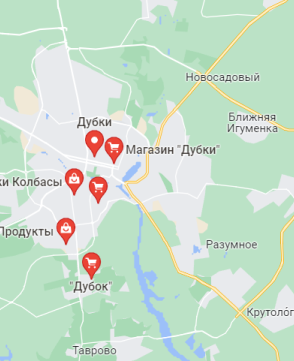 Новосадовый
Ближняя
Игуменка
Дубки
Магазин "Дубки"
ки Колбасы
Продукты
Разумное
"Дубок"
Крутолог
Таврово